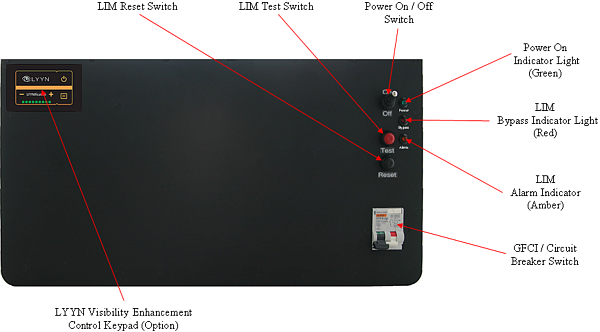 LIM Reset Switch
LIM Test Switch
Power On / Off
Switch
Power On
Indicator Light
(Green)
LIM
Bypass Indicator Light
(Red)
LIM
Alarm Indicator
(Amber)
GFCI / Circuit
Breaker Switch
LYYN Visibility Enhancement
Control Keypad (Option)
LYYN
Off
Power
Bypass
Alarm
Test
Reset